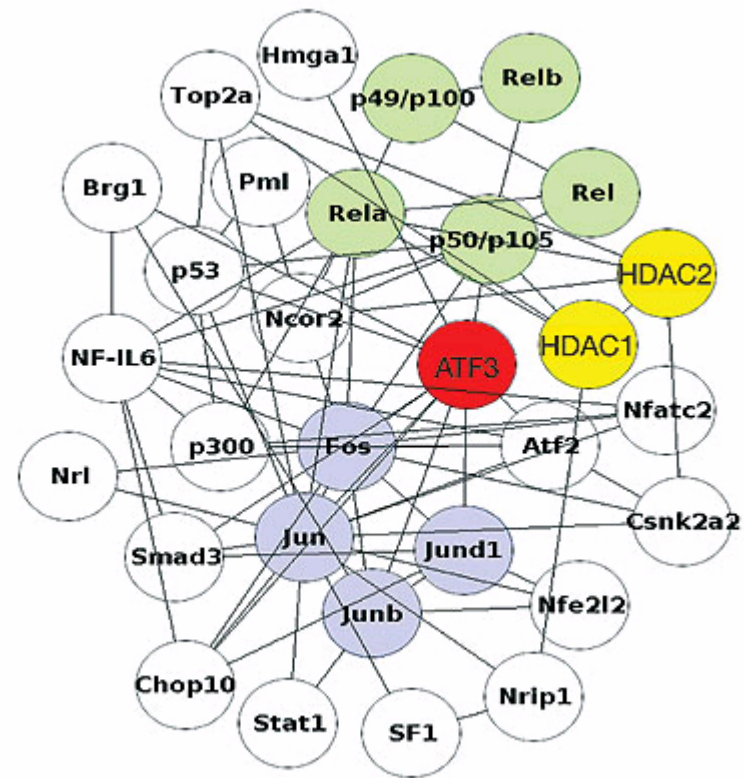 Hmga1
p49/p100
Relb
Top2a
Brg1
Pml
Rela
Rel
p50/p105
p53
HDAC2
Ncor2
HDAC1
NF-IL6
ATF3
Nfatc2
p300
Fos
Atf2
Nrl
Csnk2a2
Jun
Jund1
Smad3
Junb
Nfe2l2
Chop10
Nrip1
Stat1
SF1